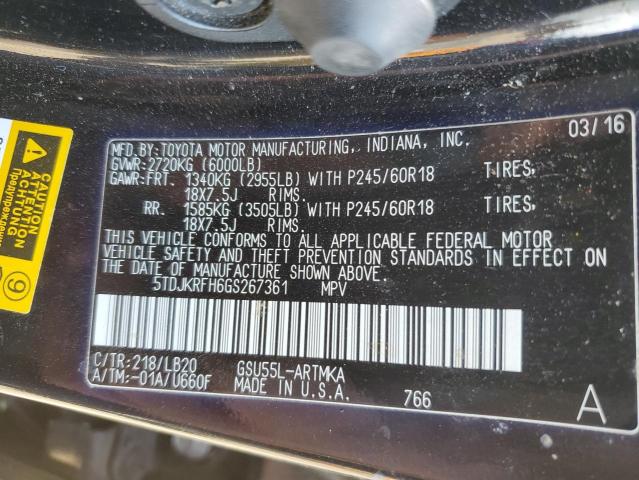 MFD. BY: TOYOTA MOTOR MANUFACTURING, INDIANA, INC. 03/16
GVWR: 2720KG (6000LB)
GAWR: FRT. 1340KG (2955LB) WITH P245/60R18 TIRES,
18X7.5J RIMS.
RR. 1585KG (3505LB) WITH P245/60R18 TIRES,
18X7.5J RIMS.
THIS VEHICLE CONFORMS TO ALL APPLICABLE FEDERAL MOTOR
VEHICLE SAFETY, BUMPER, AND THEFT PREVENTION STANDARDS IN
EFFECT ON THE DATE OF MANUFACTURE SHOWN ABOVE.
5TDJKRFH6GS267361 MPV
C/TR: 218/LB20 GSU55L-ARTMKA
A/TM: -01A/U660F MADE IN U.S.A. 766 A
ACHTUNG
9